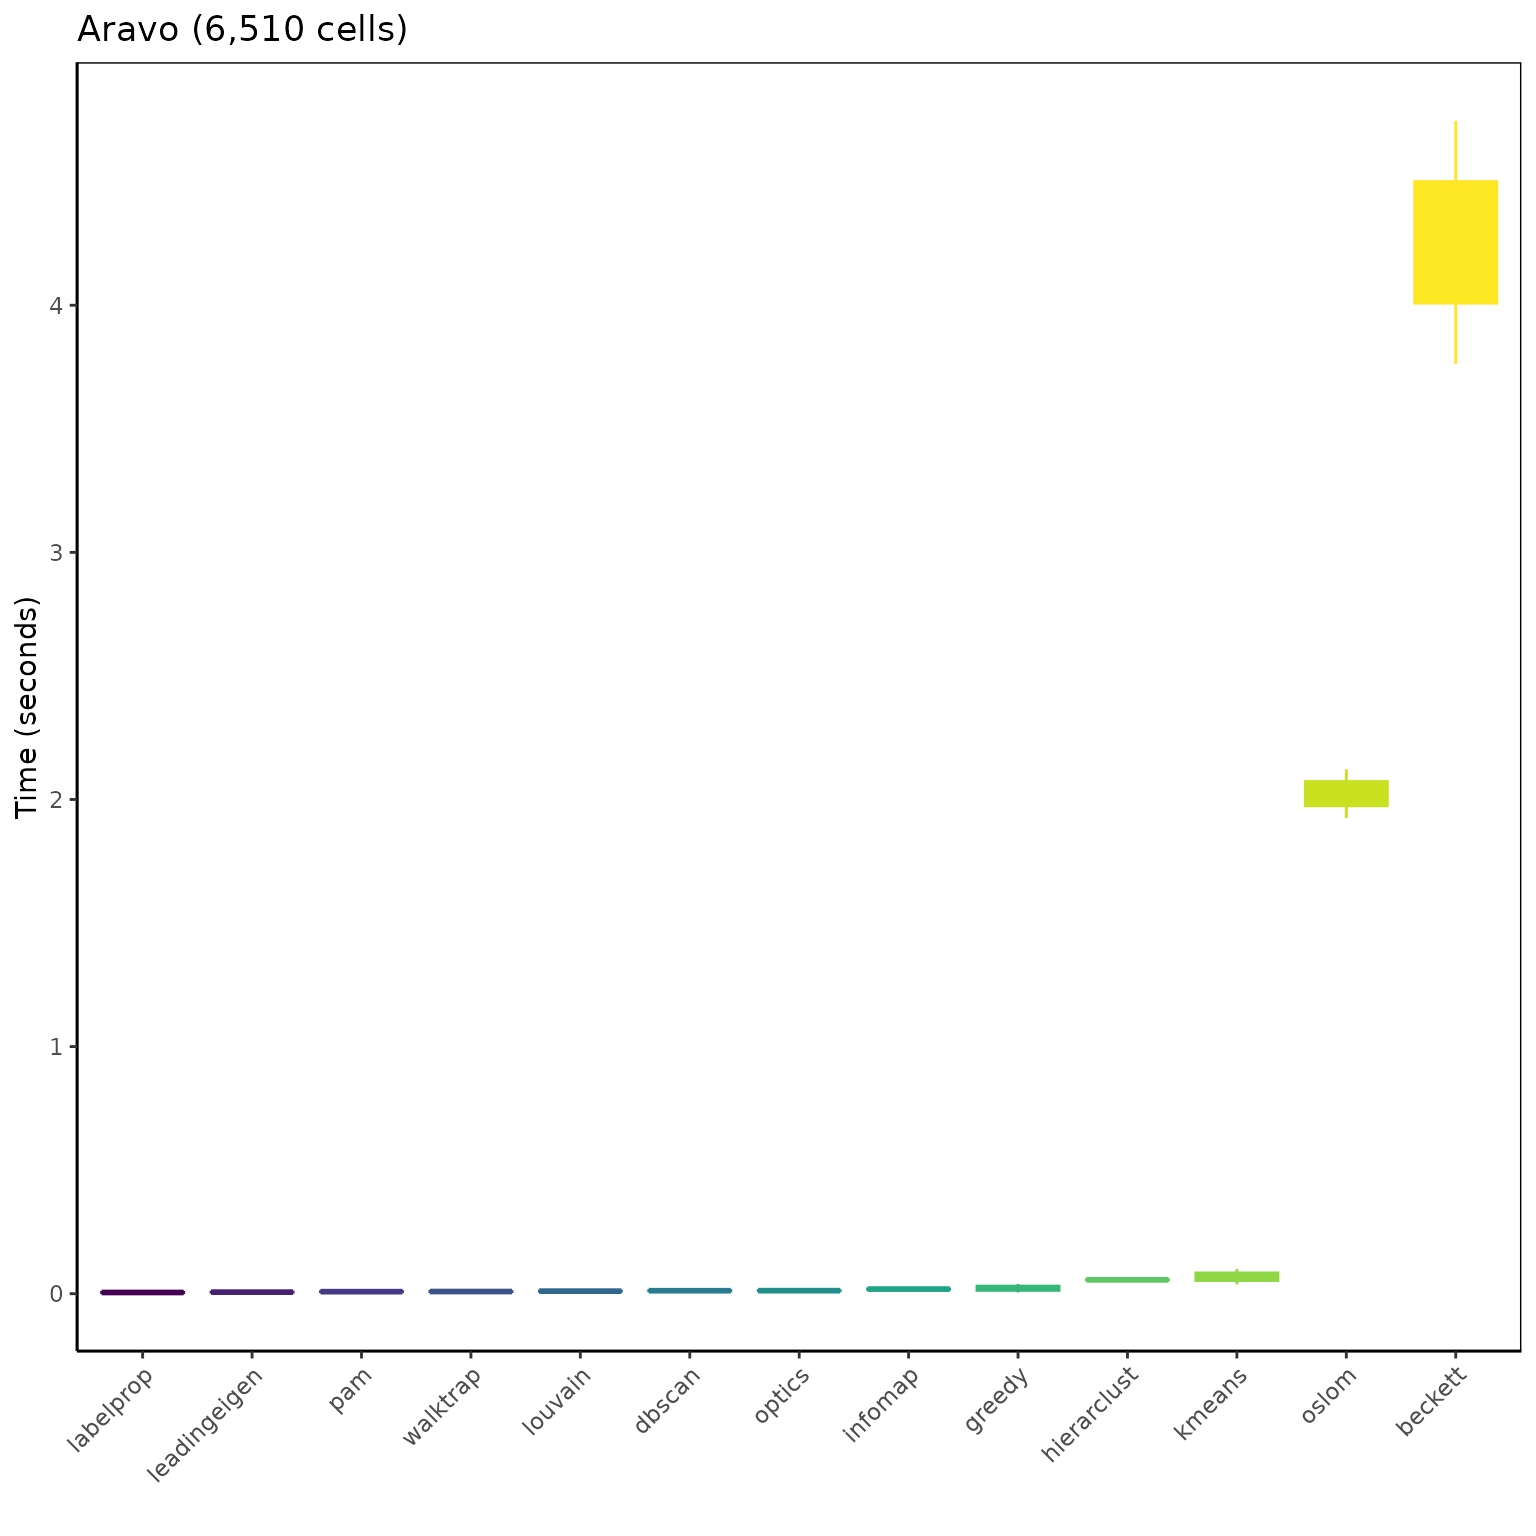 Aravo (6,510 cells)
Time (seconds)
4
3
2
1
0
labelprop
leadingeigen
pam
walktrap
louvain
dbscan
optics
infomap
greedy
hierarclust
kmeans
oslom
beckett